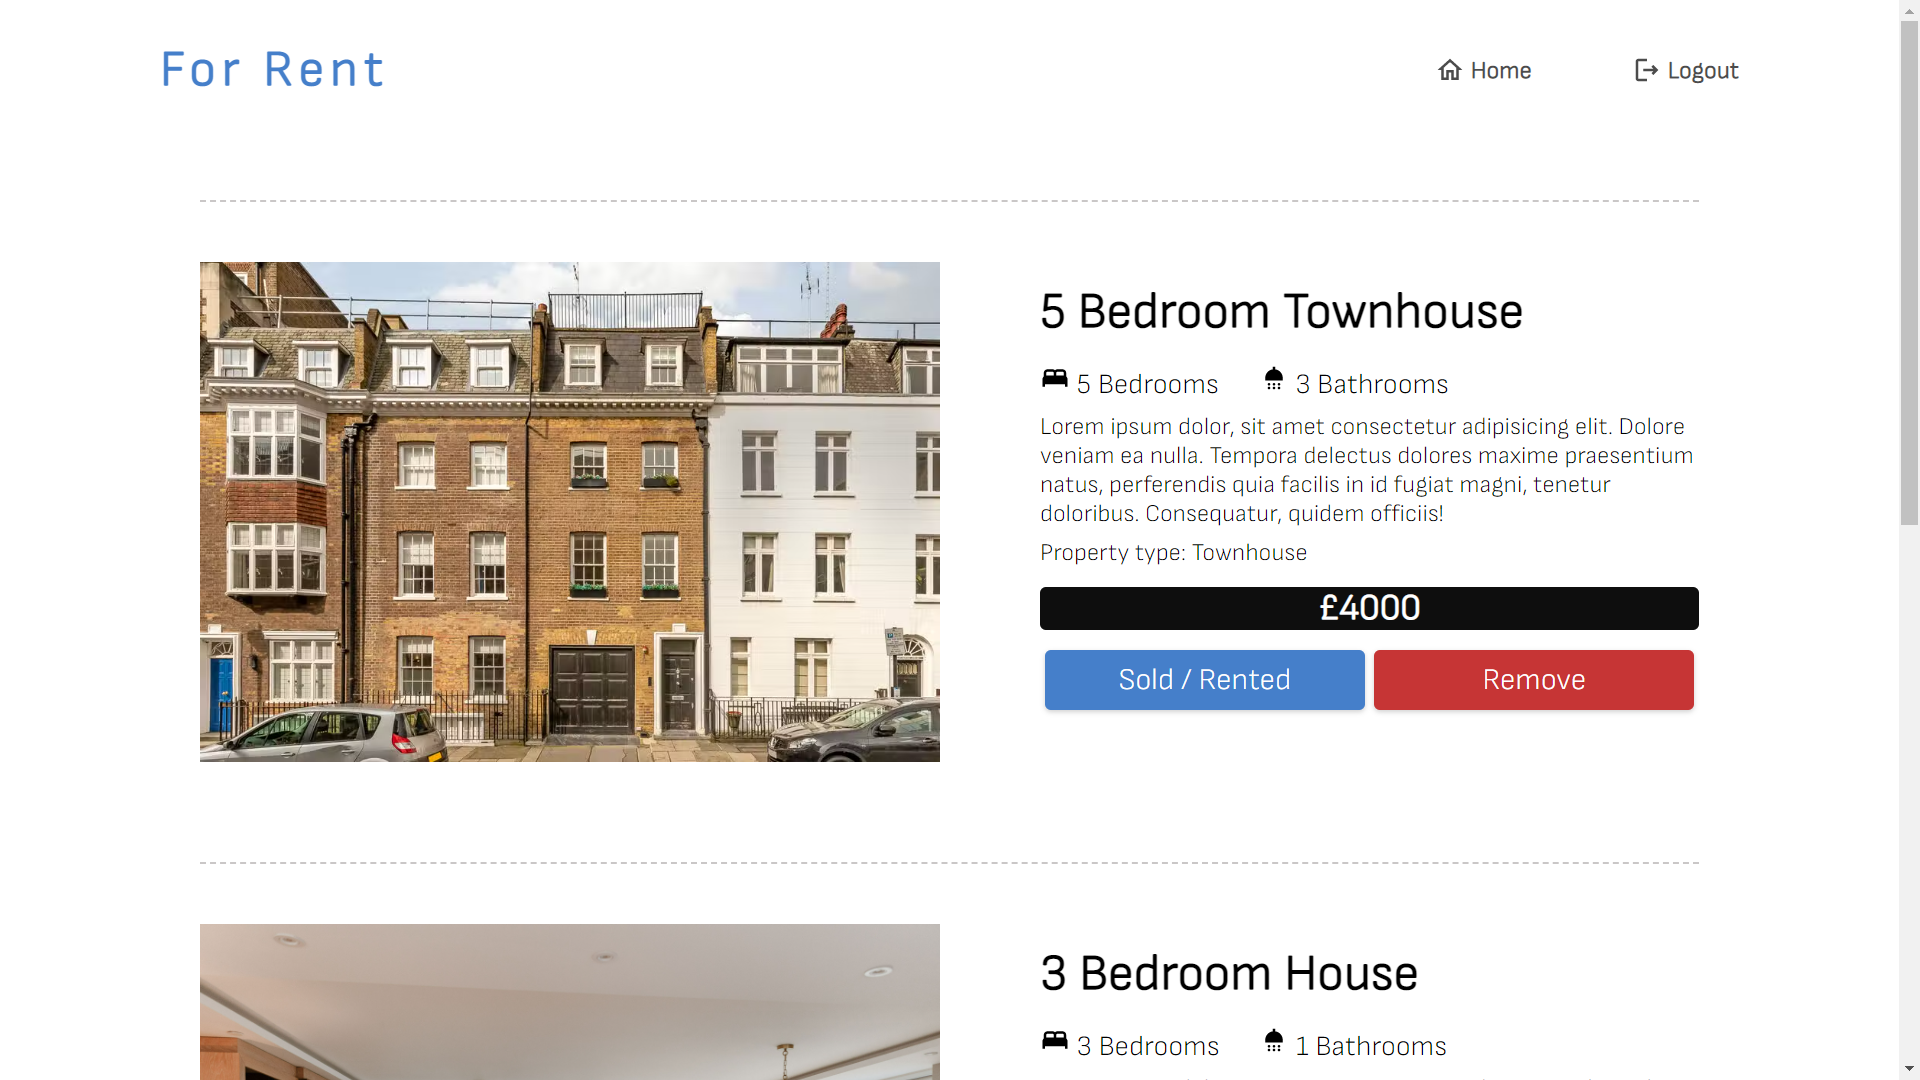 For Rent
Home
Logout
5 Bedroom Townhouse
5 Bedrooms
3 Bathrooms
Lorem ipsum dolor, sit amet consectetur adipisicing elit. Dolore
veniam ea nulla. Tempora delectus dolores maxime praesentium
natus, perferendis quia facilis in id fugiat magni, tenetur
doloribus. Consequatur, quidem officiis!
Property type: Townhouse
£4000
Sold / Rented
Remove
3 Bedroom House
3 Bedrooms
1 Bathrooms